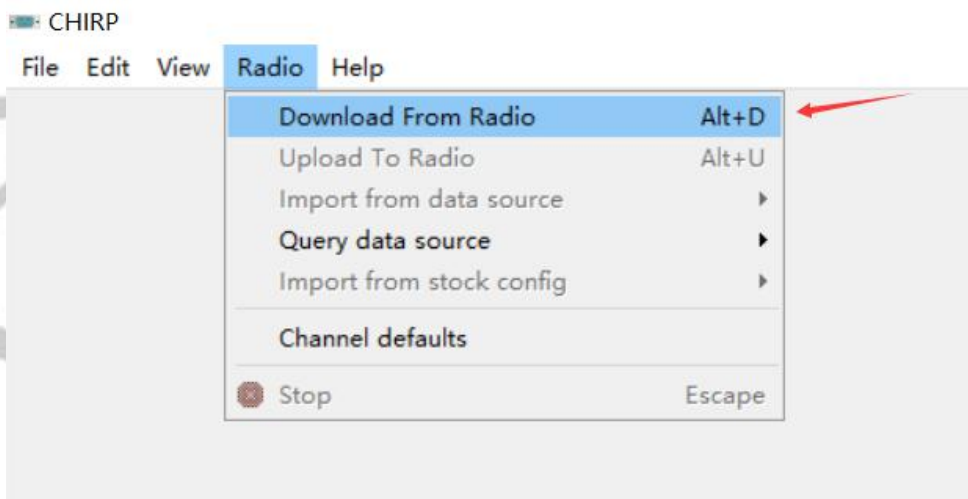 CHIRP
File Edit View Radio Help
Download From Radio Alt+D
Upload To Radio Alt+U
Import from data source
Query data source
Import from stock config
Channel defaults
Stop Escape